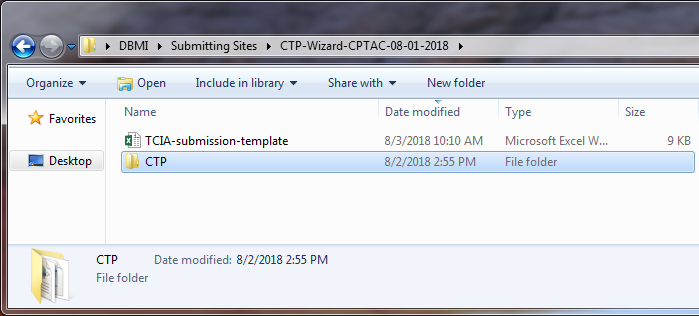 DBMI Submitting Sites CTP-Wizard-CPTAC-08-01-2018
Organize Open Include in library Share with New folder
Name Date modified Type Size
Favorites
TCIA-submission-template 8/3/2018 10:10 AM Microsoft Excel W... 9 KB
Desktop CTP 8/2/2018 2:55 PM File folder
CTP Date modified: 8/2/2018 2:55 PM
File folder